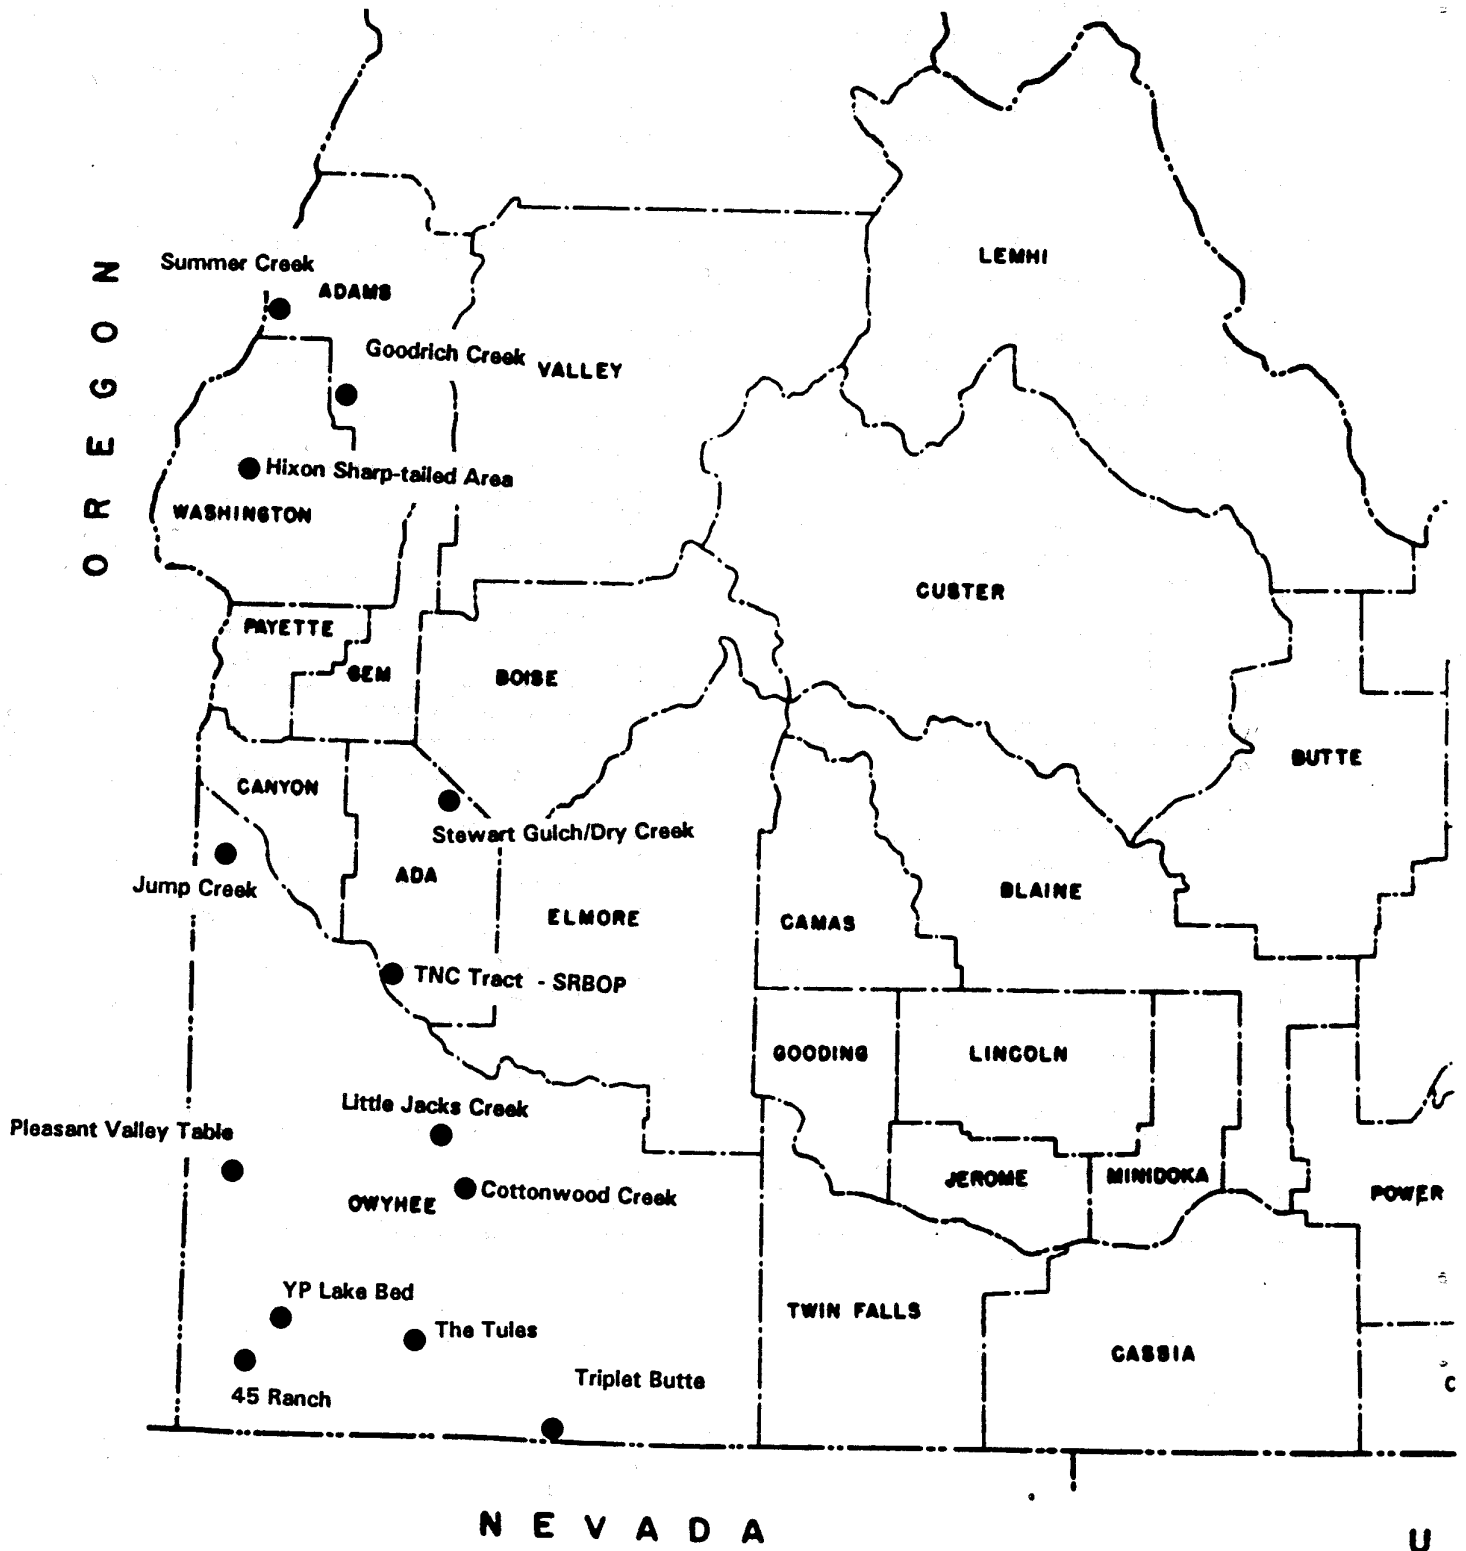 LEMHI
Summer Creek
ADAMS
OREGON
Goodrich Creek
VALLEY
Hixon Sharp-tailed Area
WASHINGTON
CUSTER
PAYETTE
GEM
BOISE
BUTTE
CANYON
Stewart Gulch/Dry Creek
ADA
Jump Creek
BLAINE
ELMORE
CAMAS
TNC Tract - SRBOP
GOODING
LINCOLN
Little Jacks Creek
Pleasant Valley Table
JEROME
MINIDOKA
POWER
Cottonwood Creek
OWYHEE
YP Lake Bed
TWIN FALLS
The Tules
CASSIA
Triplet Butte
C
45 Ranch
NEVADA
U